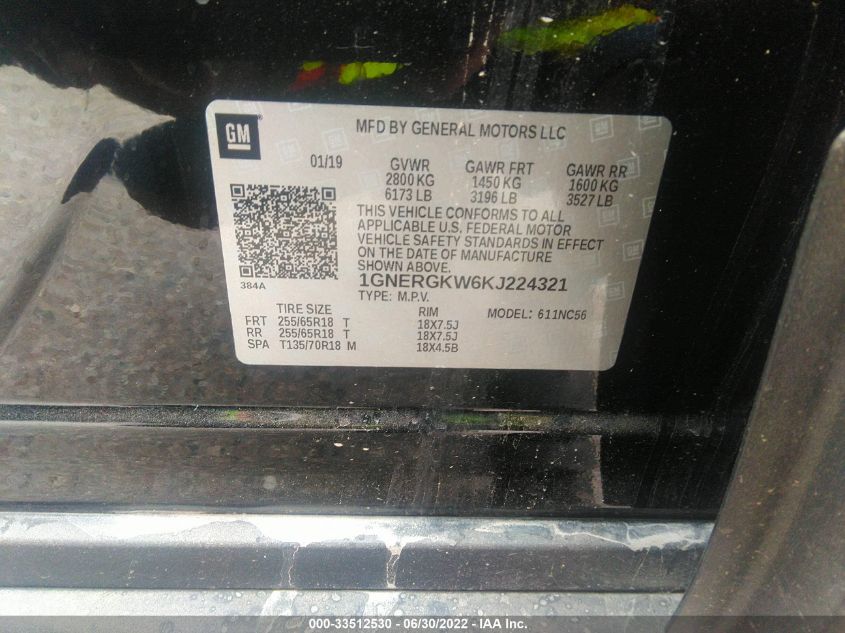 GM ®
MFD BY GENERAL MOTORS LLC
01/19 GVWR GAWR FRT GAWR RR
2800 KG 1450 KG 1600 KG
6173 LB 3196 LB 3527 LB
THIS VEHICLE CONFORMS TO ALL
APPLICABLE U.S. FEDERAL MOTOR
VEHICLE SAFETY STANDARDS IN EFFECT
ON THE DATE OF MANUFACTURE
SHOWN ABOVE.
384A
1GNERGKW6KJ224321
TYPE: M.P.V.
TIRE SIZE RIM MODEL: 611NC56
FRT 255/65R18 T 18X7.5J
RR 255/65R18 T 18X7.5J
SPA T135/70R18 M 18X4.5B
000-33512530 - 06/30/2022 - IAA Inc.